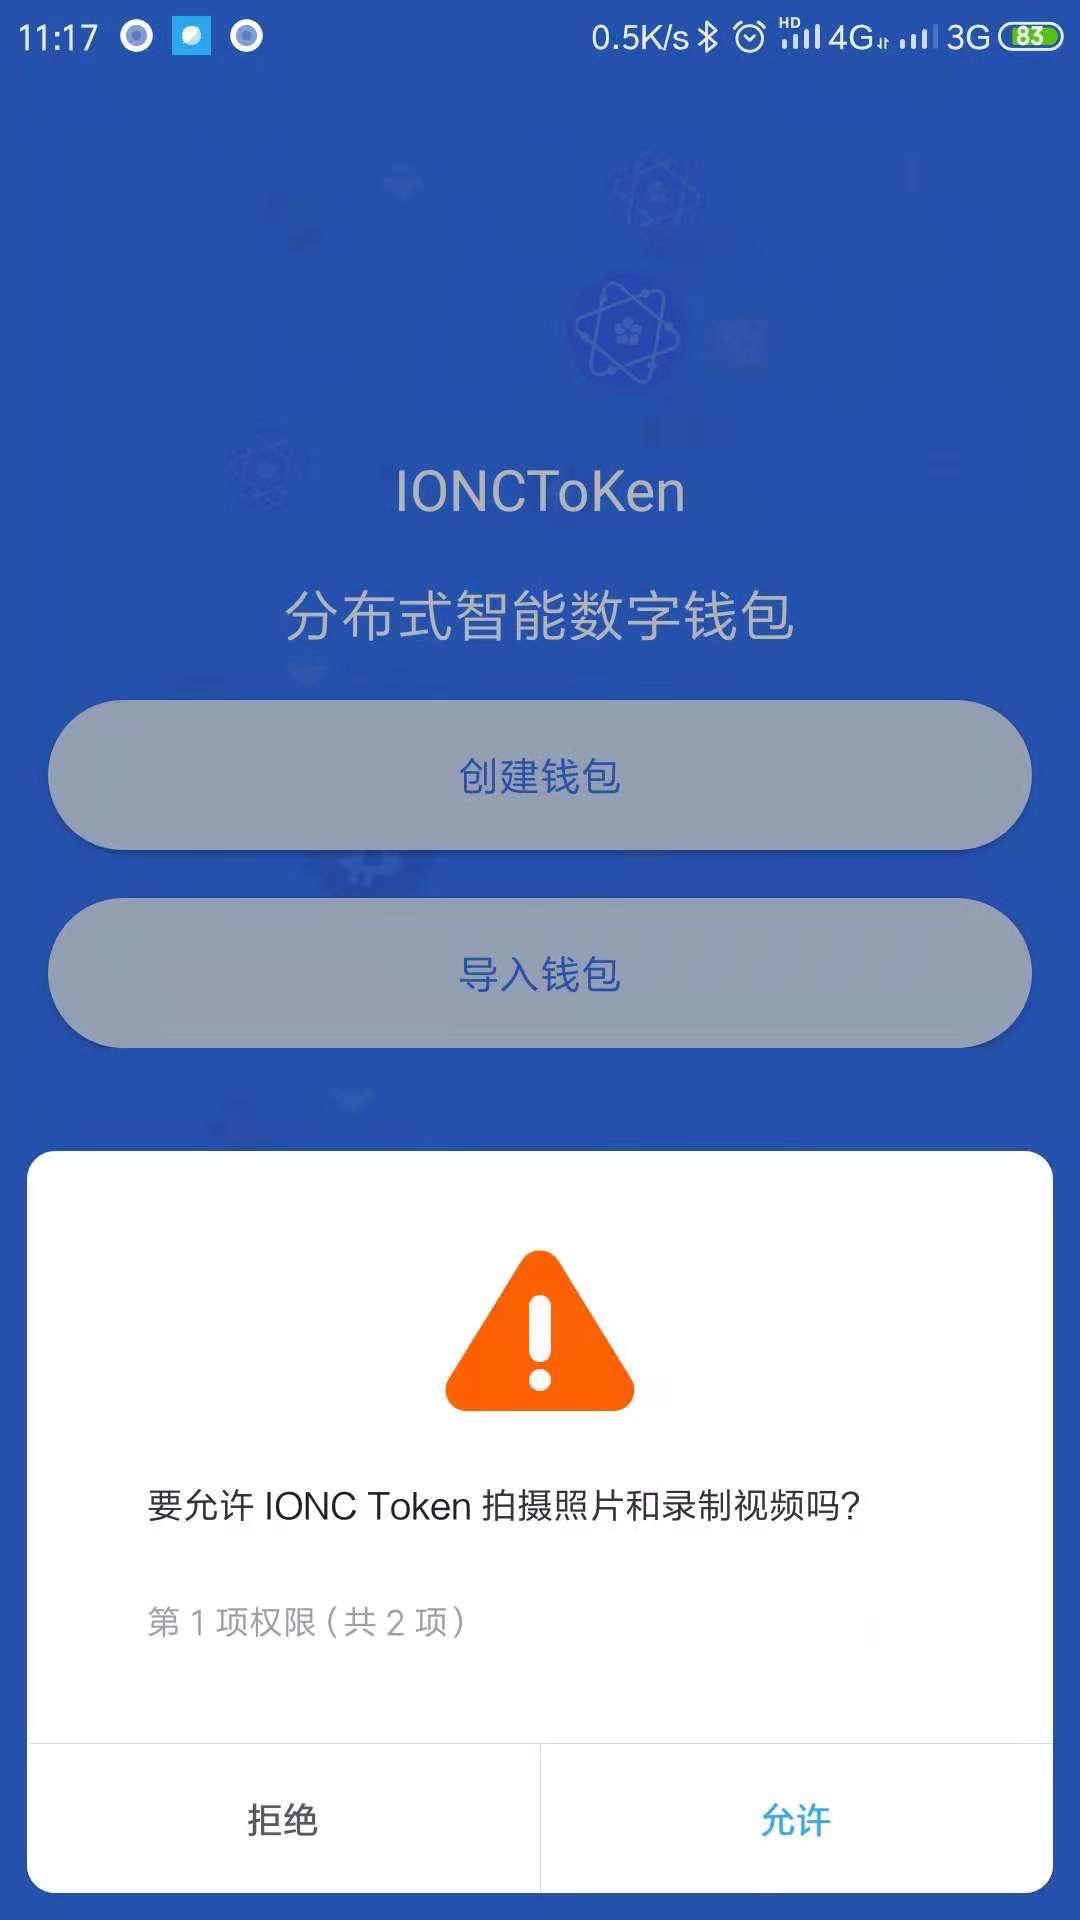 11:17
0.5K/s HD 4G 3G 83
IONCToKen
分布式智能数字钱包
创建钱包
导入钱包
要允许 IONC Token 拍摄照片和录制视频吗?
第 1 项权限(共 2 项)
拒绝
允许